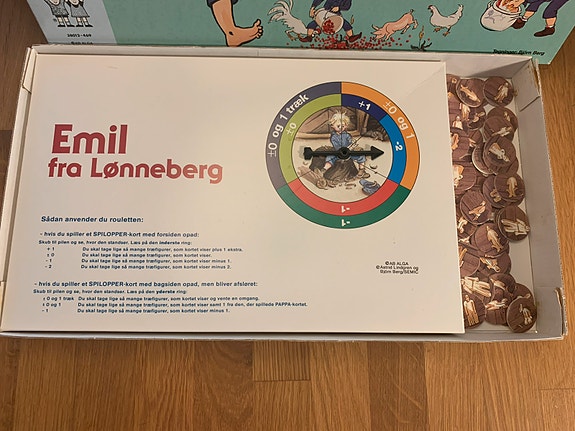 Tegninger: Björn Berg
Emil
fra Lønneberg
±0 og 1 træk
±0
+1
±0 og 1
-2
-1
-1
Sådan anvender du rouletten:
- hvis du spiller et SPILOPPER-kort med forsiden opad:
Skub til pilen og se, hvor den standser. Læs på den inderste ring:
+ 1 Du skal tage lige så mange træfigurer, som kortet viser plus 1 ekstra.
± 0 Du skal tage lige så mange træfigurer, som kortet viser.
- 1 Du skal tage lige så mange træfigurer, som kortet viser minus 1.
- 2 Du skal tage lige så mange træfigurer, som kortet viser minus 2.
- hvis du spiller et SPILOPPER-kort med bagsiden opad, men bliver afsløret:
Skub til pilen og se, hvor den standser. Læs på den yderste ring:
± 0 og 1 træk Du skal tage lige så mange træfigurer, som kortet viser og vente en omgang.
± 0 og 1 Du skal tage lige så mange træfigurer, som kortet viser samt 1 fra den, der spillede PAPPA-kortet.
- 1 Du skal tage lige så mange træfigurer, som kortet viser minus 1.
©AB ALGA
©Astrid Lindgren og
Björn Berg/SEMIC